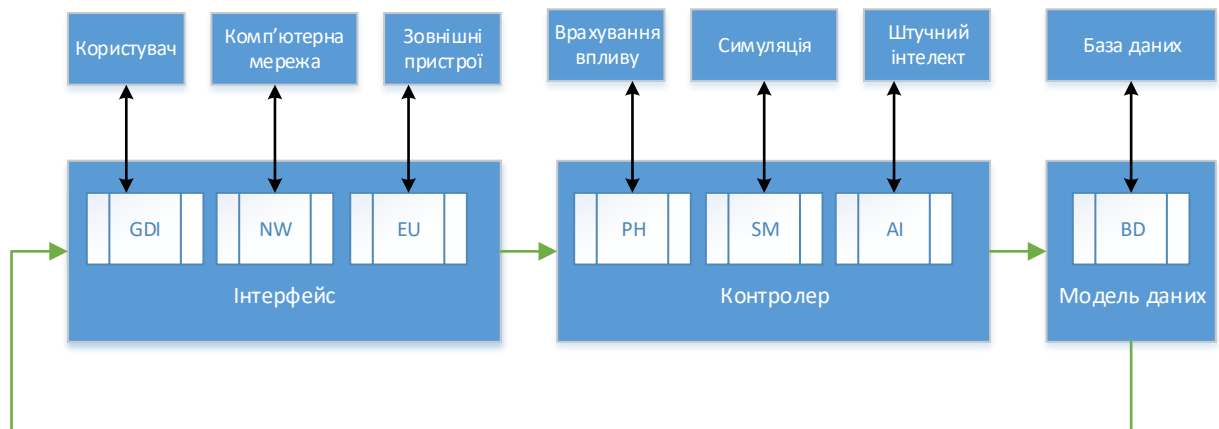 Користувач
Комп’ютерна
мережа
Зовнішні
пристрої
Врахування
впливу
Симуляція
Штучний
інтелект
База даних
GDI
NW
EU
Інтерфейс
PH
SM
AI
Контролер
BD
Модель даних